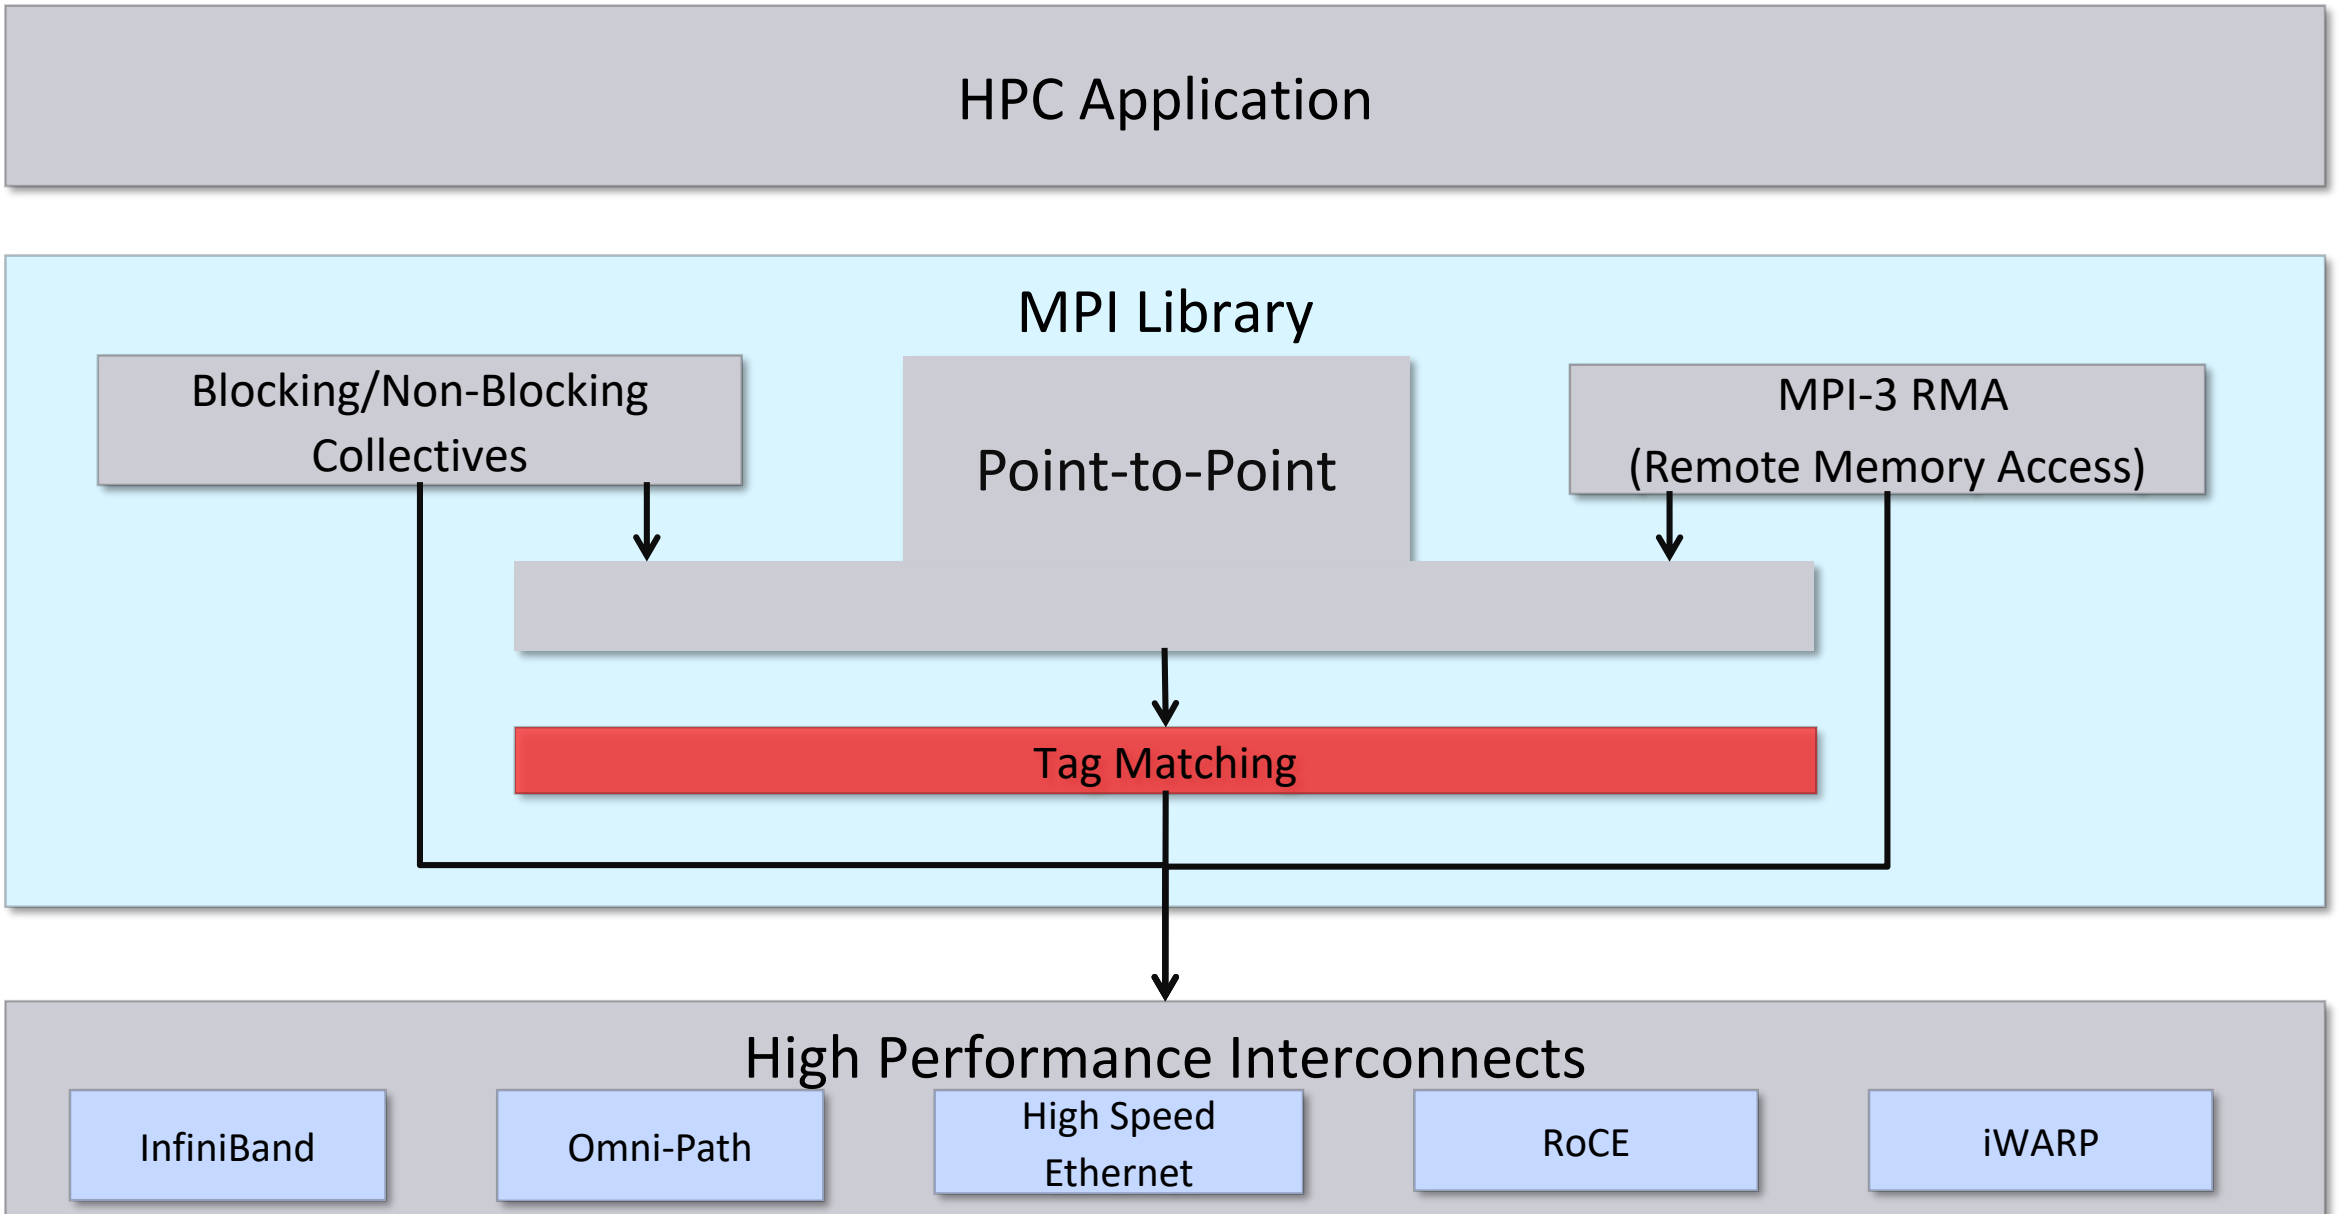 HPC Application
MPI Library
Blocking/Non-Blocking
Collectives
Point-to-Point
MPI-3 RMA
(Remote Memory Access)
Tag Matching
High Performance Interconnects
InfiniBand
Omni-Path
High Speed
Ethernet
RoCE
iWARP